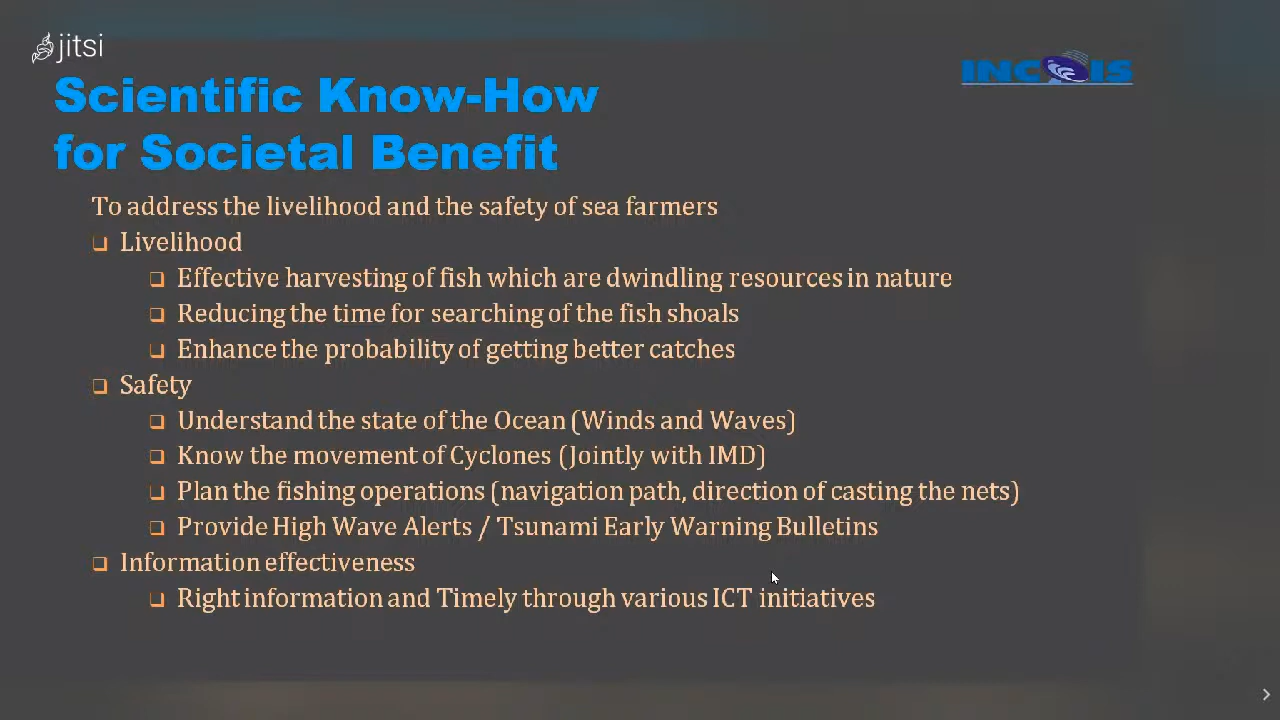 jitsi
INCOIS
Scientific Know-How
for Societal Benefit
To address the livelihood and the safety of sea farmers
❑ Livelihood
❑ Effective harvesting of fish which are dwindling resources in nature
❑ Reducing the time for searching of the fish shoals
❑ Enhance the probability of getting better catches
❑ Safety
❑ Understand the state of the Ocean (Winds and Waves)
❑ Know the movement of Cyclones (Jointly with IMD)
❑ Plan the fishing operations (navigation path, direction of casting the nets)
❑ Provide High Wave Alerts / Tsunami Early Warning Bulletins
❑ Information effectiveness
❑ Right information and Timely through various ICT initiatives